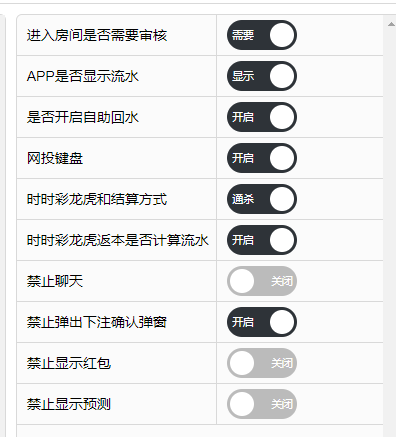 进入房间是否需要审核 需要
APP是否显示流水 显示
是否开启自助回水 开启
网投键盘 开启
时时彩龙虎和结算方式 通杀
时时彩龙虎返本是否计算流水 开启
禁止聊天 关闭
禁止弹出下注确认弹窗 开启
禁止显示红包 关闭
禁止显示预测 关闭